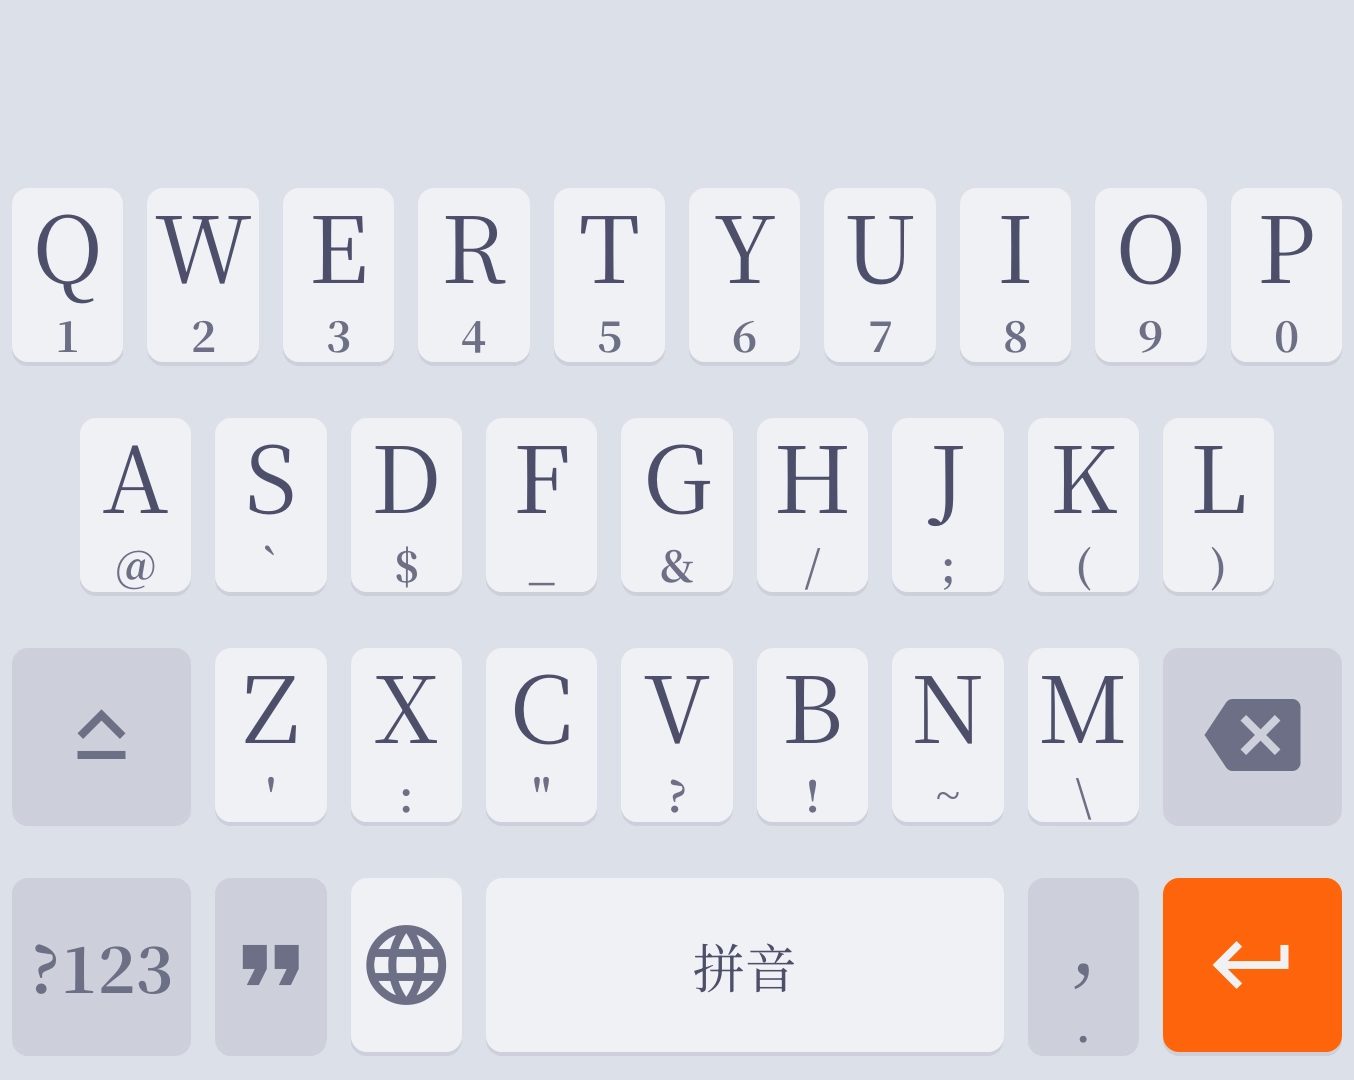 Q W E R T Y U I O P
1 2 3 4 5 6 7 8 9 0
A S D F G H J K L
@ ` $ _ & / ; ( )
Z X C V B N M
' : " ? ! ~ \
?123 拼音 ,
.